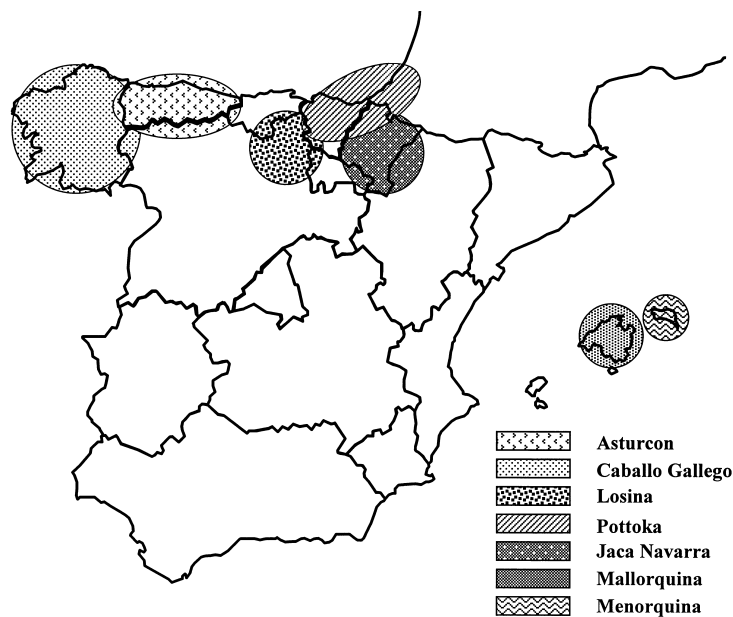 Asturcon
Caballo Gallego
Losina
Pottoka
Jaca Navarra
Mallorquina
Menorquina